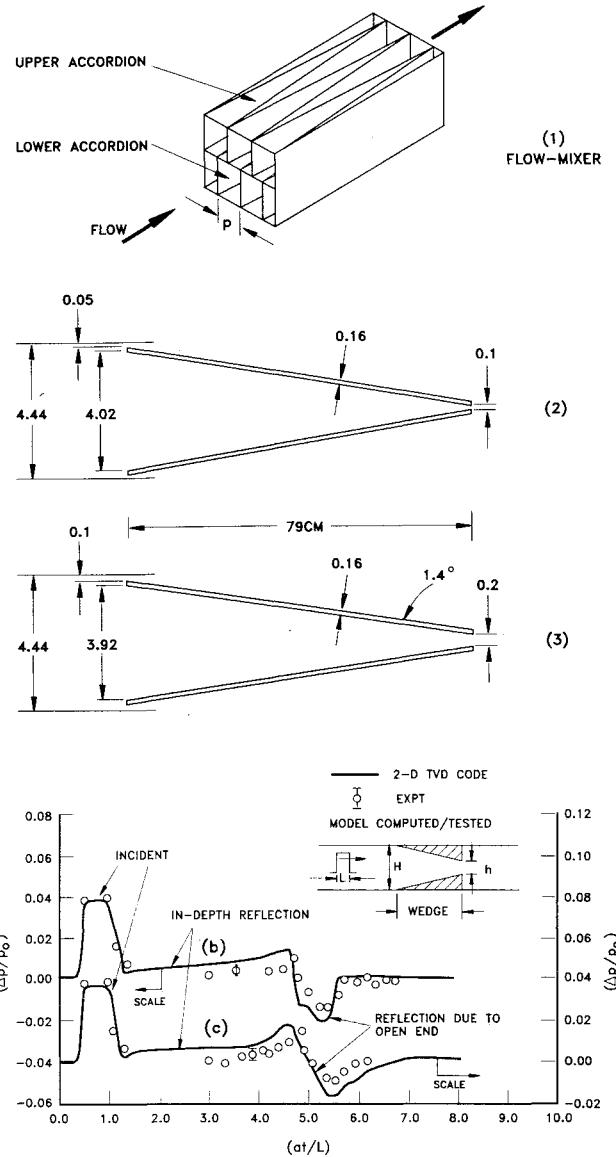 UPPER ACCORDION
LOWER ACCORDION
(1)
FLOW-MIXER
FLOW
P
0.05
0.16
0.1
4.44
4.02
(2)
79CM
0.1
0.16
1.4°
0.2
4.44
3.92
(3)
2-D TVD CODE
EXPT
MODEL COMPUTED/TESTED
L
H
h
WEDGE
INCIDENT
IN-DEPTH REFLECTION
(b)
SCALE
(c)
REFLECTION DUE TO
OPEN END
SCALE
0.08
0.06
0.04
0.02
0.00
-0.02
-0.04
-0.06
(Δp/p₀)
0.12
0.10
0.08
0.06
0.04
0.02
0.00
-0.02
(Δp/p₀)
0.0 1.0 2.0 3.0 4.0 5.0 6.0 7.0 8.0 9.0 10.0
(at/L)